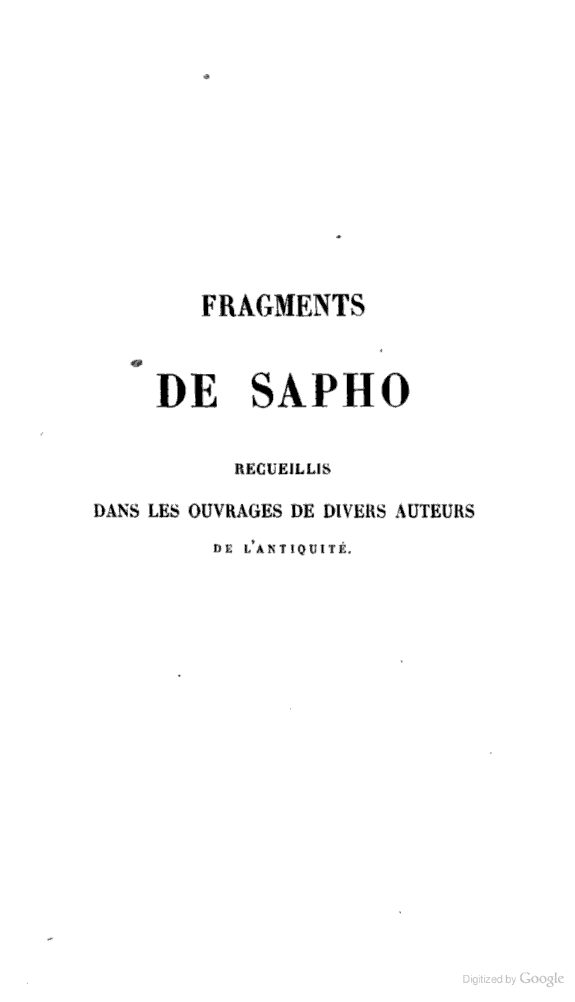 FRAGMENTS
DE SAPHO
RECUEILLIS
DANS LES OUVRAGES DE DIVERS AUTEURS
DE L'ANTIQUITÉ.
Digitized by Google